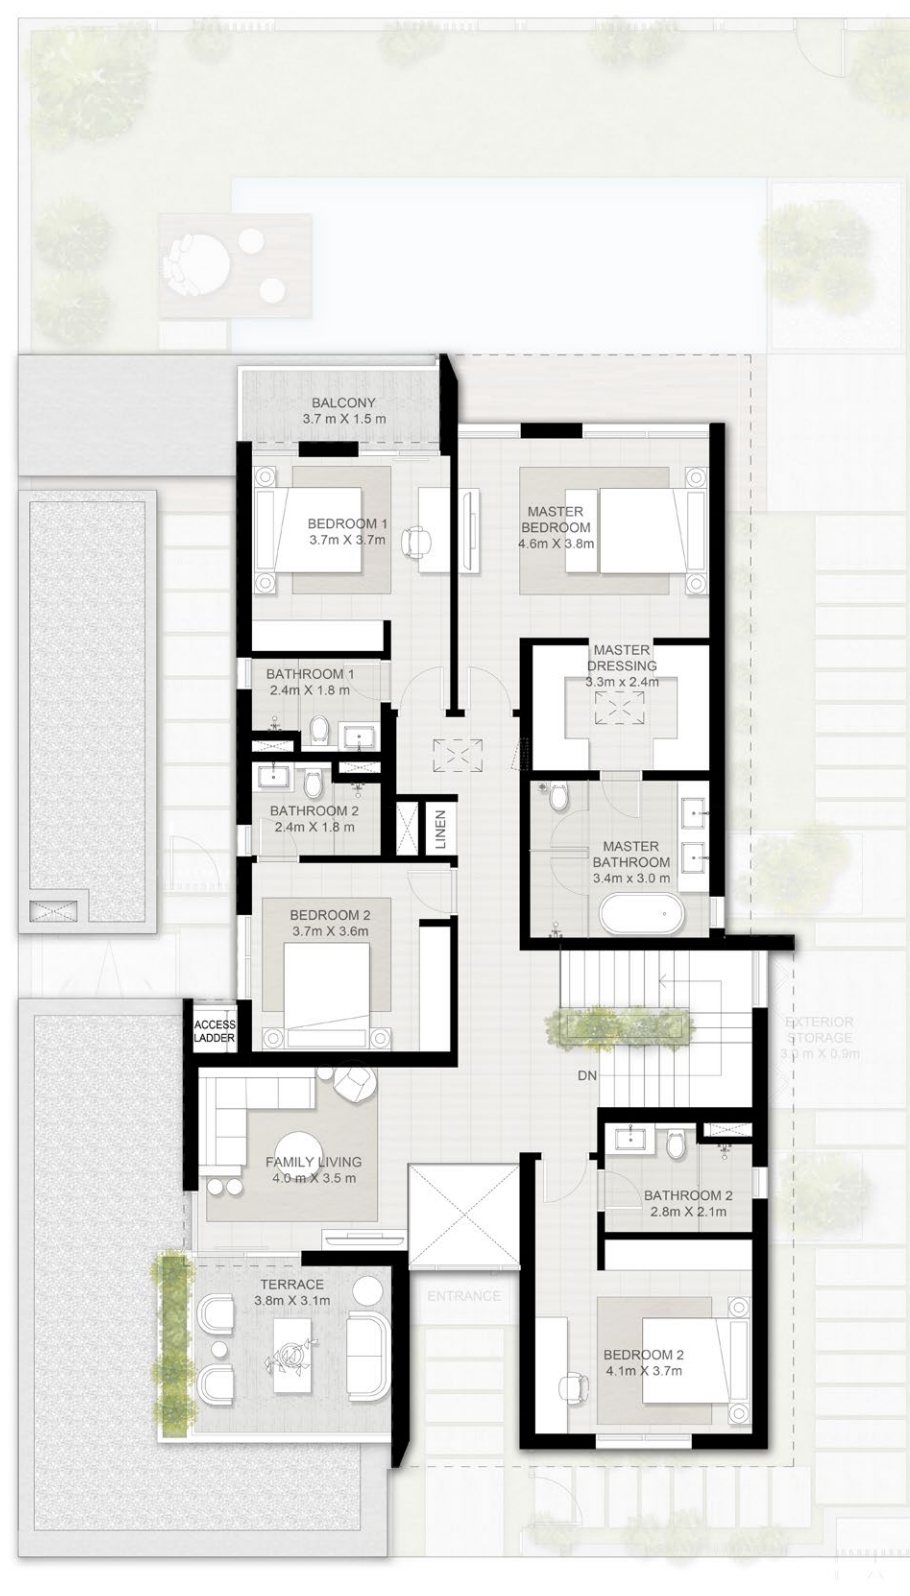 BALCONY
3.7 m X 1.5 m
BEDROOM 1
3.7m X 3.7m
MASTER
BEDROOM
4.6m X 3.8m
MASTER
DRESSING
3.3m x 2.4m
BATHROOM 1
2.4m X 1.8 m
BATHROOM 2
2.4m X 1.8 m
LINEN
MASTER
BATHROOM
3.4m x 3.0 m
BEDROOM 2
3.7m X 3.6m
ACCESS
LADDER
EXTERIOR
STORAGE
3.0 m X 0.9m
DN
FAMILY LIVING
4.0 m X 3.5 m
BATHROOM 2
2.8m X 2.1m
TERRACE
3.8m X 3.1m
ENTRANCE
BEDROOM 2
4.1m X 3.7m